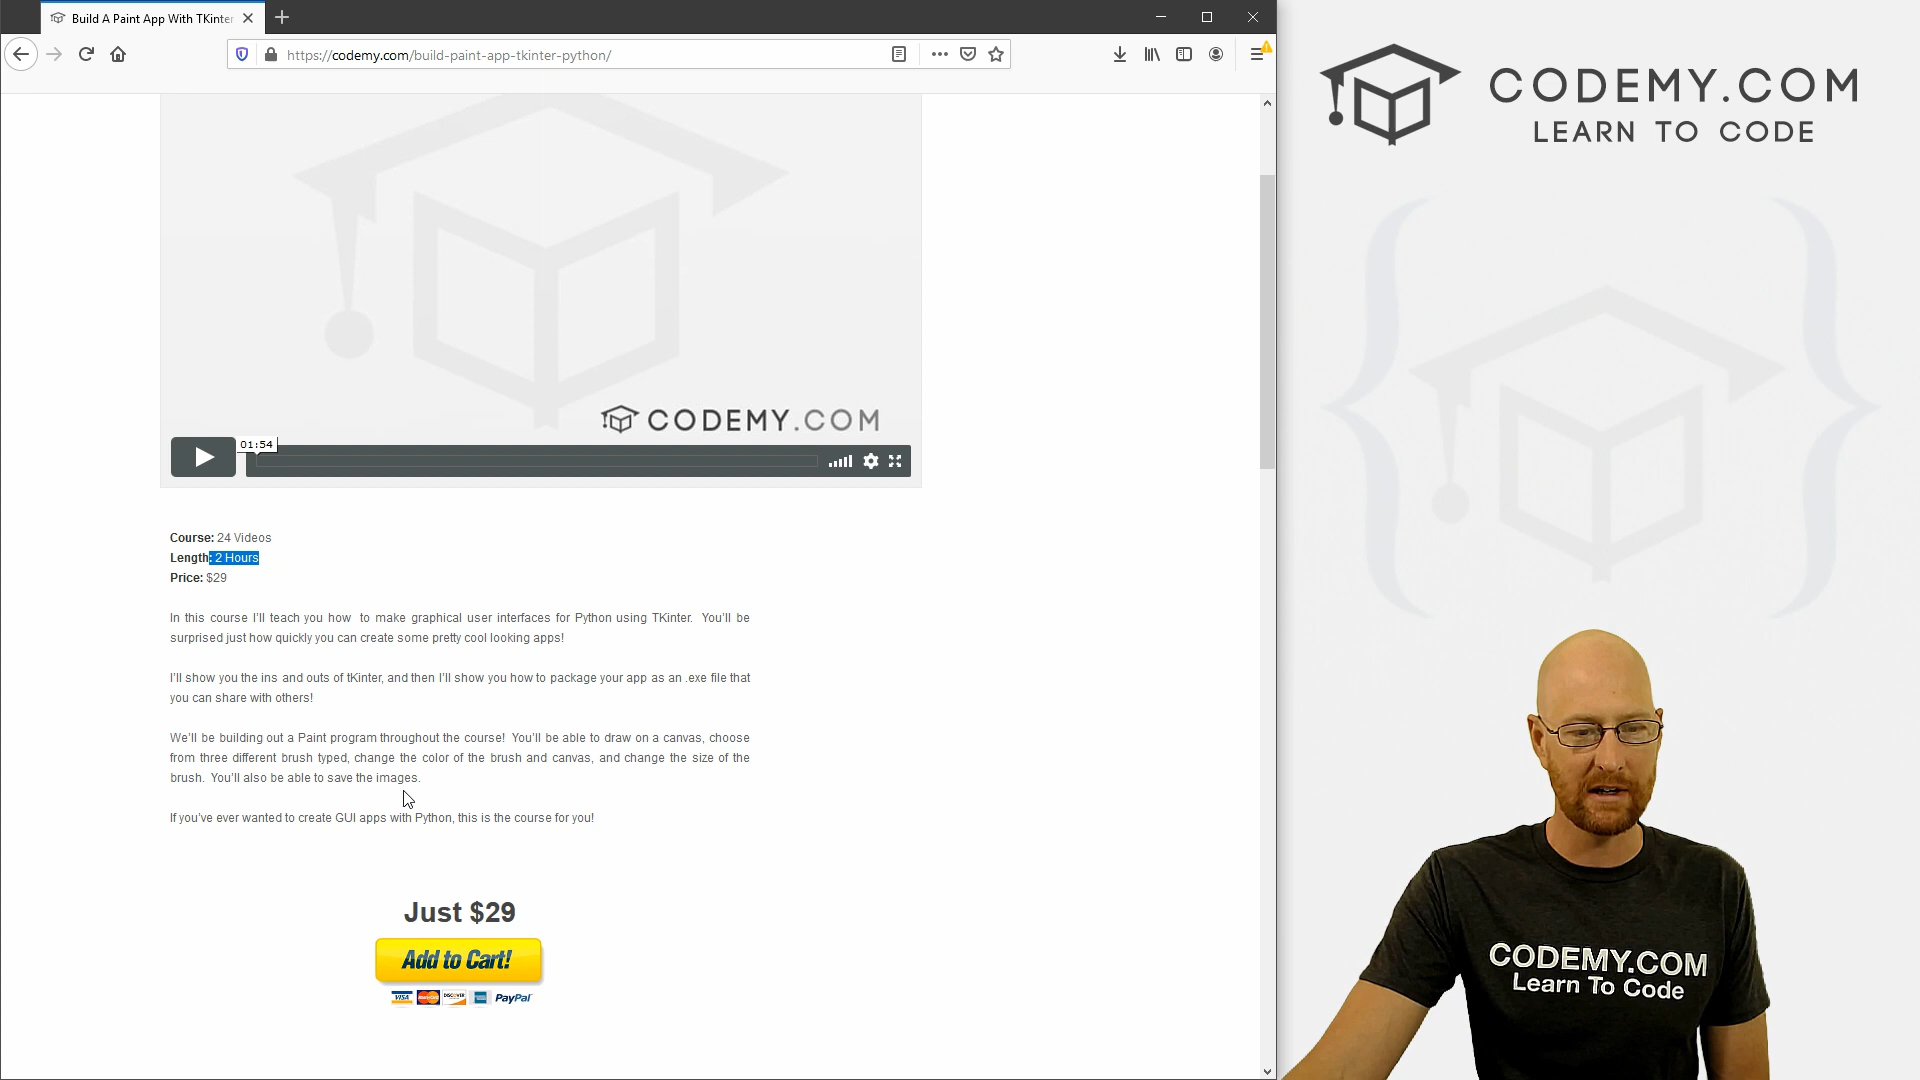 Build A Paint App With TKinter
https://codemy.com/build-paint-app-tkinter-python/
CODEMY.COM
LEARN TO CODE
CODEMY.COM
01:54
Course: 24 Videos
Length: 2 Hours
Price: $29
In this course I'll teach you how to make graphical user interfaces for Python using TKinter. You'll be
surprised just how quickly you can create some pretty cool looking apps!
I'll show you the ins and outs of tKinter, and then I'll show you how to package your app as an .exe file that
you can share with others!
We'll be building out a Paint program throughout the course! You'll be able to draw on a canvas, choose
from three different brush typed, change the color of the brush and canvas, and change the size of the
brush. You'll also be able to save the images.
If you've ever wanted to create GUI apps with Python, this is the course for you!
Just $29
Add to Cart!
VISA MasterCard DISCOVER PayPal
CODEMY.COM
Learn To Code